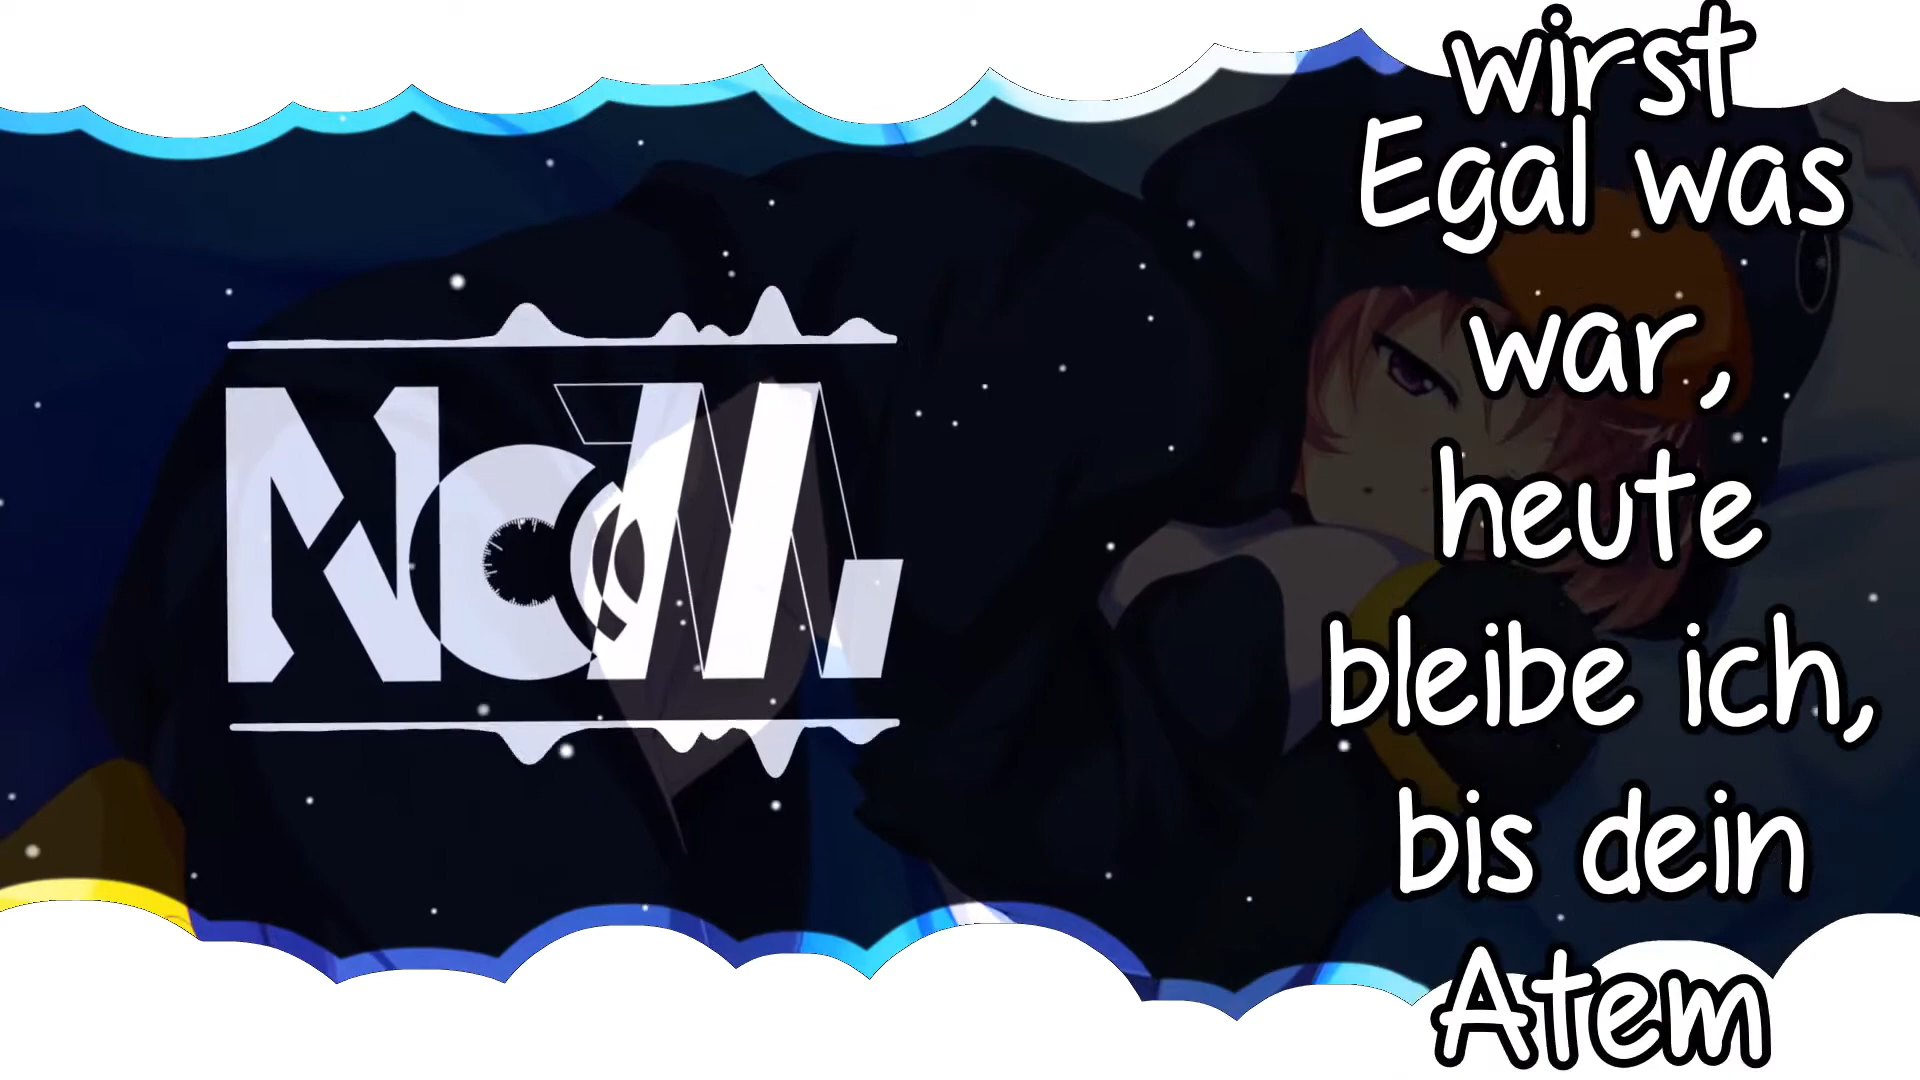 wirst
Egal was
war,
heute
bleibe ich,
bis dein
Atem